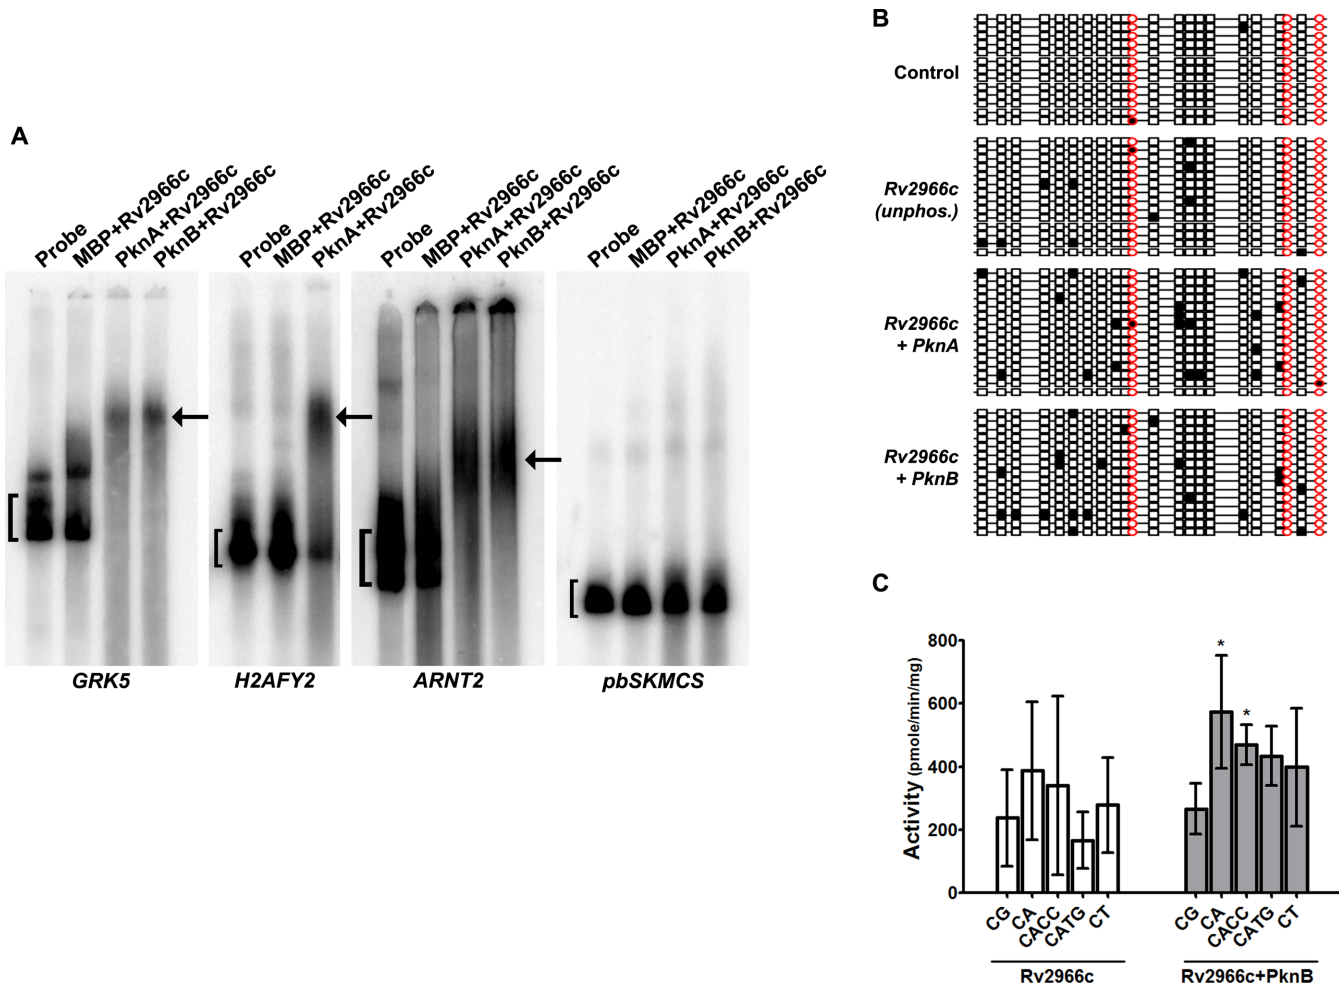 A
Probe
MBP+Rv2966c
PknA+Rv2966c
PknB+Rv2966c
Probe
MBP+Rv2966c
PknA+Rv2966c
Probe
MBP+Rv2966c
PknA+Rv2966c
PknB+Rv2966c
Probe
MBP+Rv2966c
PknA+Rv2966c
PknB+Rv2966c
GRK5
H2AFY2
ARNT2
pbSKMCS
B
Control
Rv2966c
(unphos.)
Rv2966c
+ PknA
Rv2966c
+ PknB
C
Activity (pmole/min/mg)
800
600
400
200
0
*
*
CG
CA
CACC
CATG
CT
CG
CA
CACC
CATG
CT
Rv2966c
Rv2966c+PknB